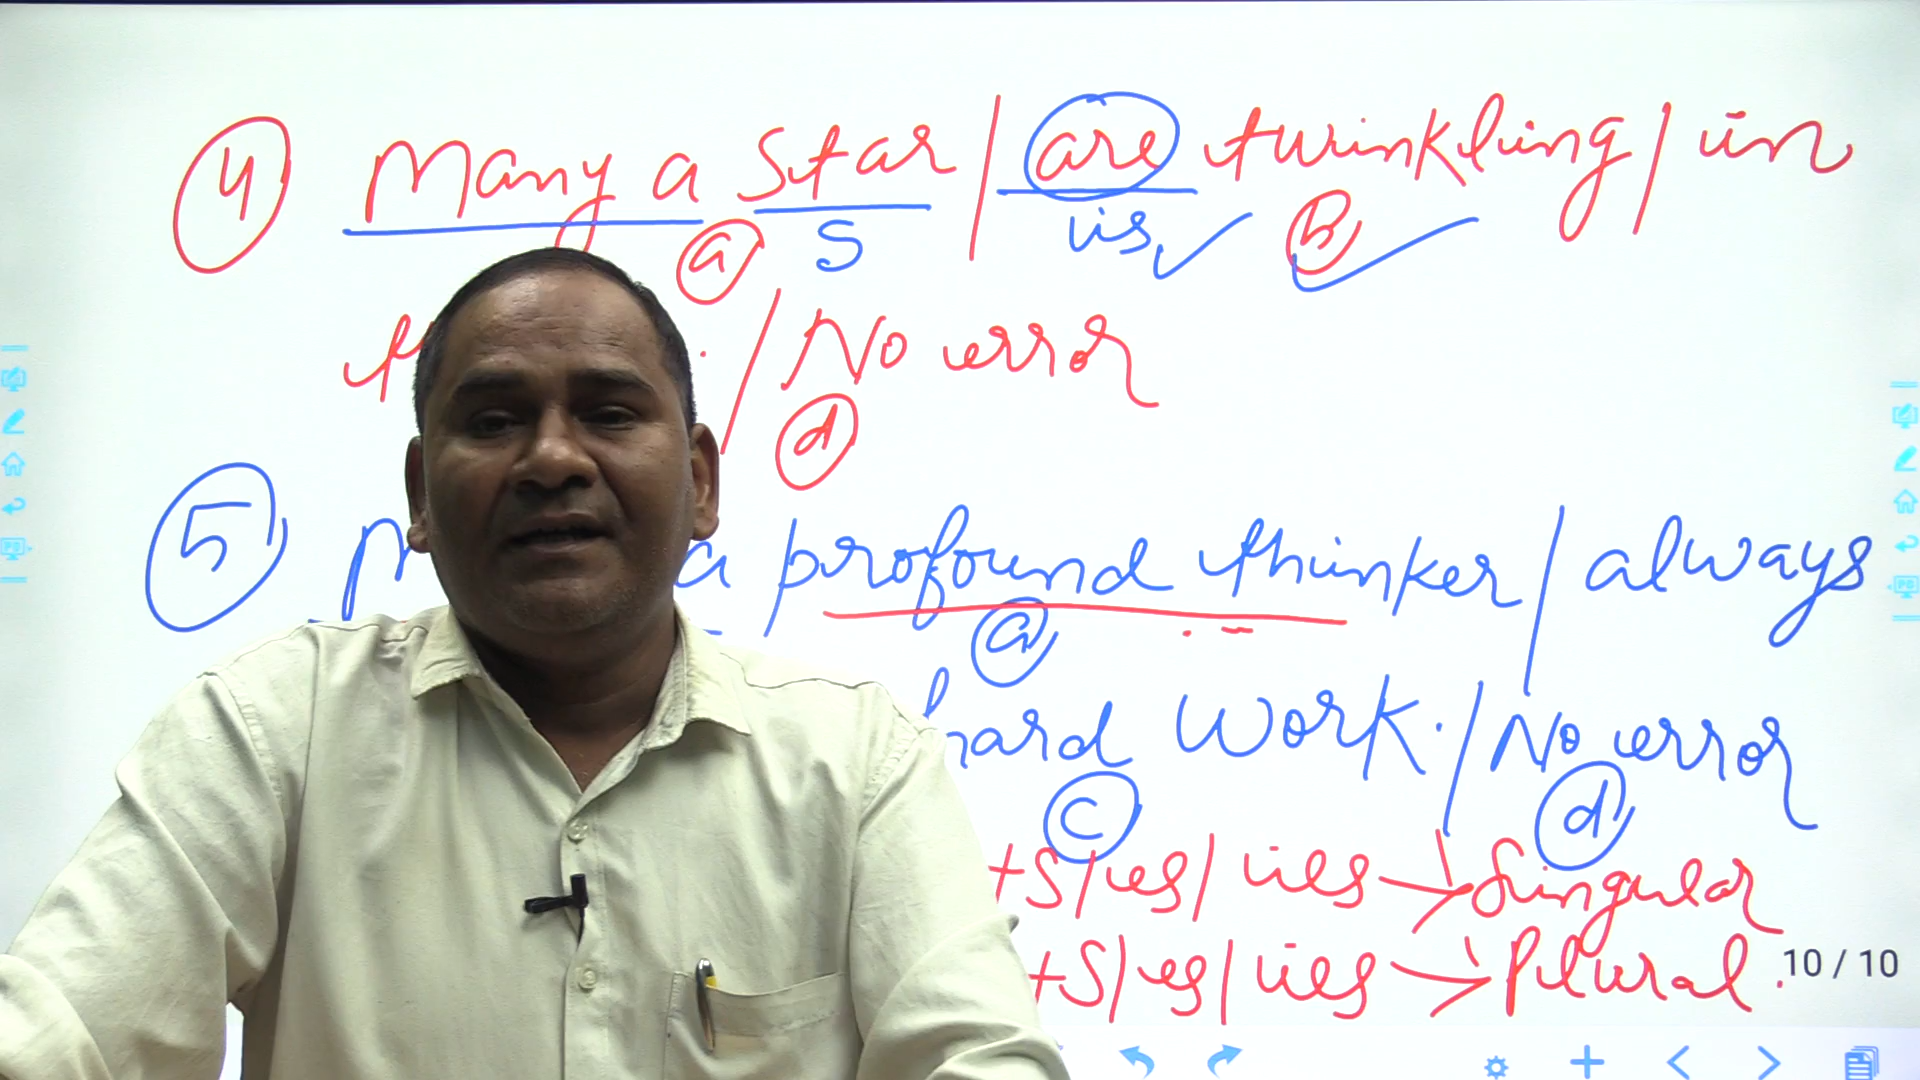 4 Many a star / are twinkling / in
a S is B
/ No error
d
5 a profound thinker / always
a
hard work. / No error
c d
+s/es/ies → Singular
+s/es/ies → Plural.
10 / 10